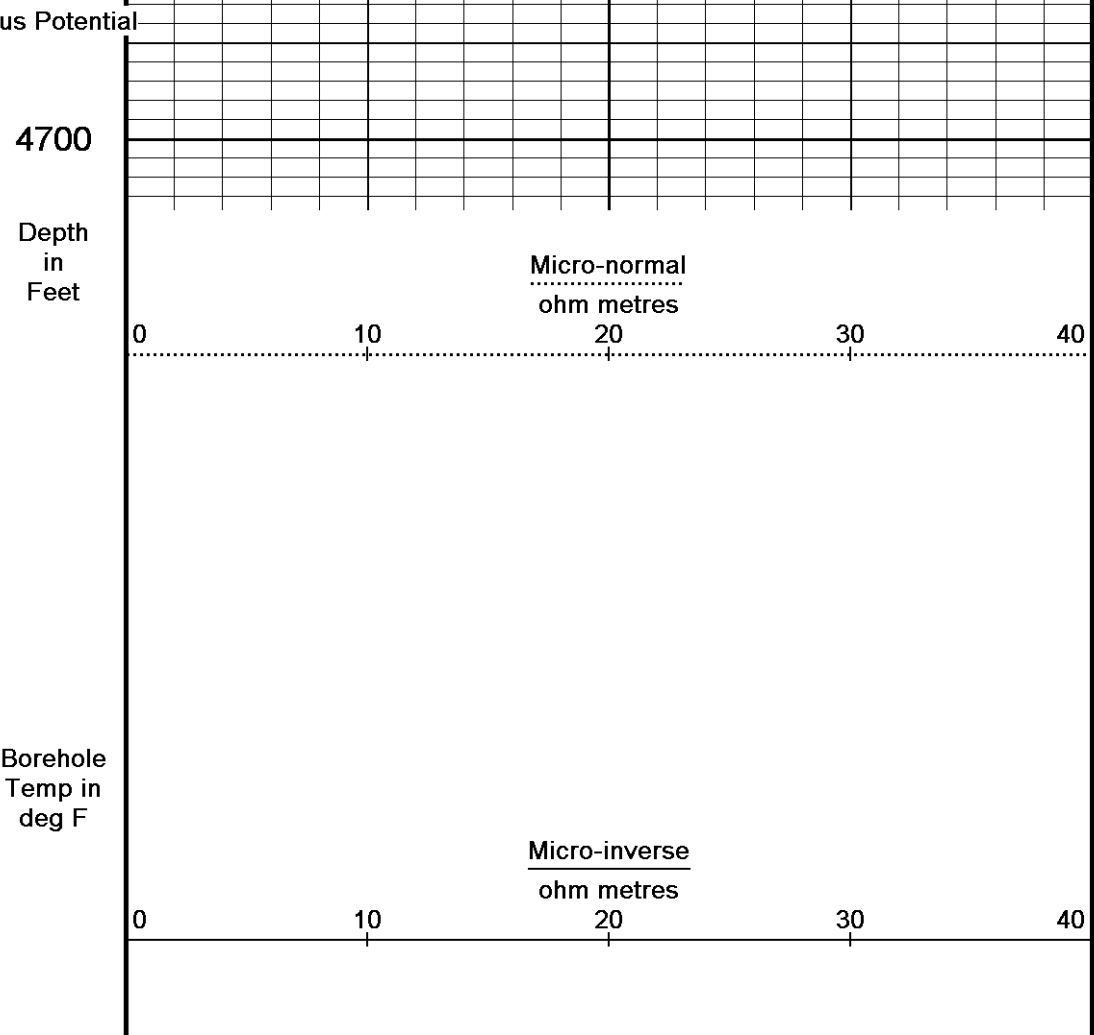 us Potential
4700
Depth
in
Feet
Micro-normal
ohm metres
0 10 20 30 40
Borehole
Temp in
deg F
Micro-inverse
ohm metres
0 10 20 30 40